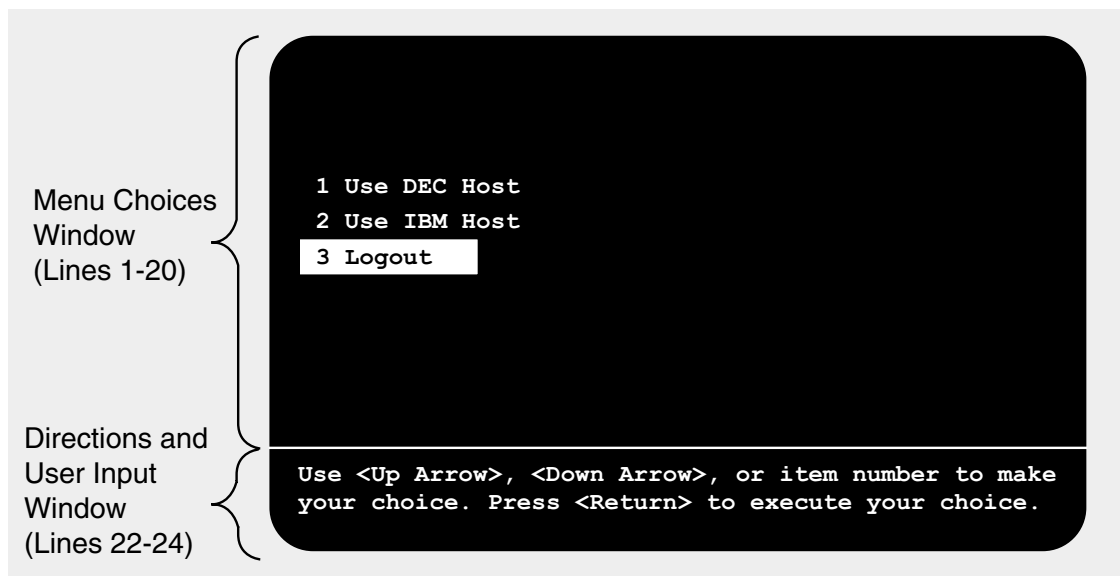 Menu Choices
Window
(Lines 1-20)
1 Use DEC Host
2 Use IBM Host
3 Logout
Directions and
User Input
Window
(Lines 22-24)
Use <Up Arrow>, <Down Arrow>, or item number to make
your choice. Press <Return> to execute your choice.